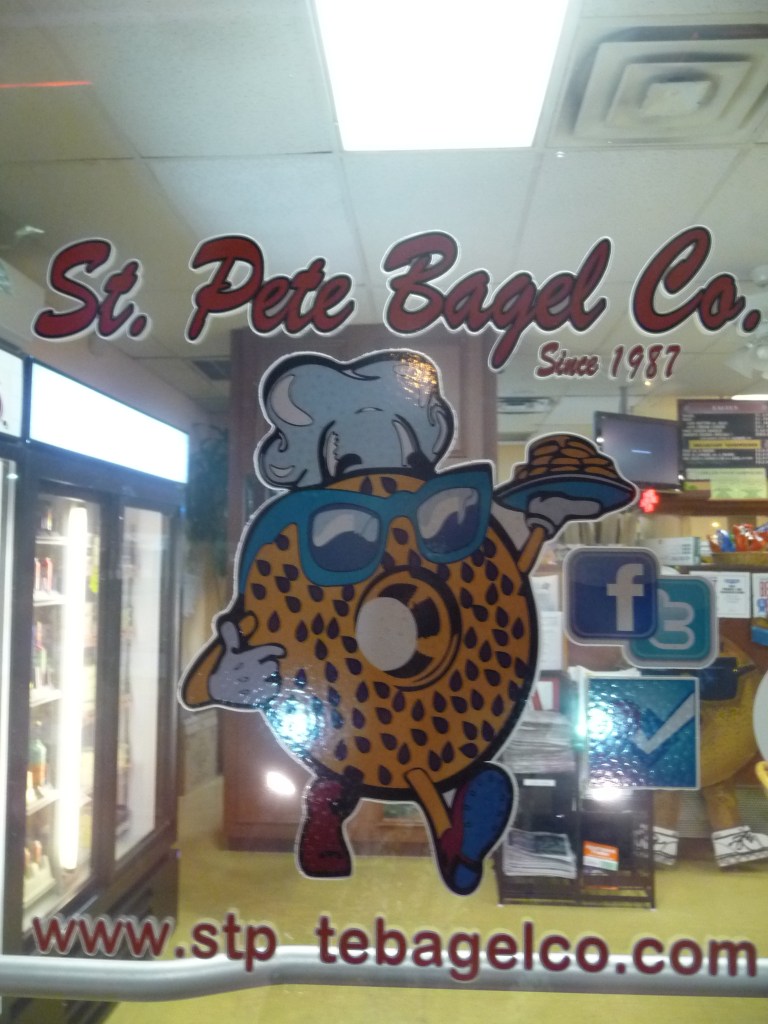 St. Pete Bagel Co.
Since 1987
f
t
www.stp tebagelco.com